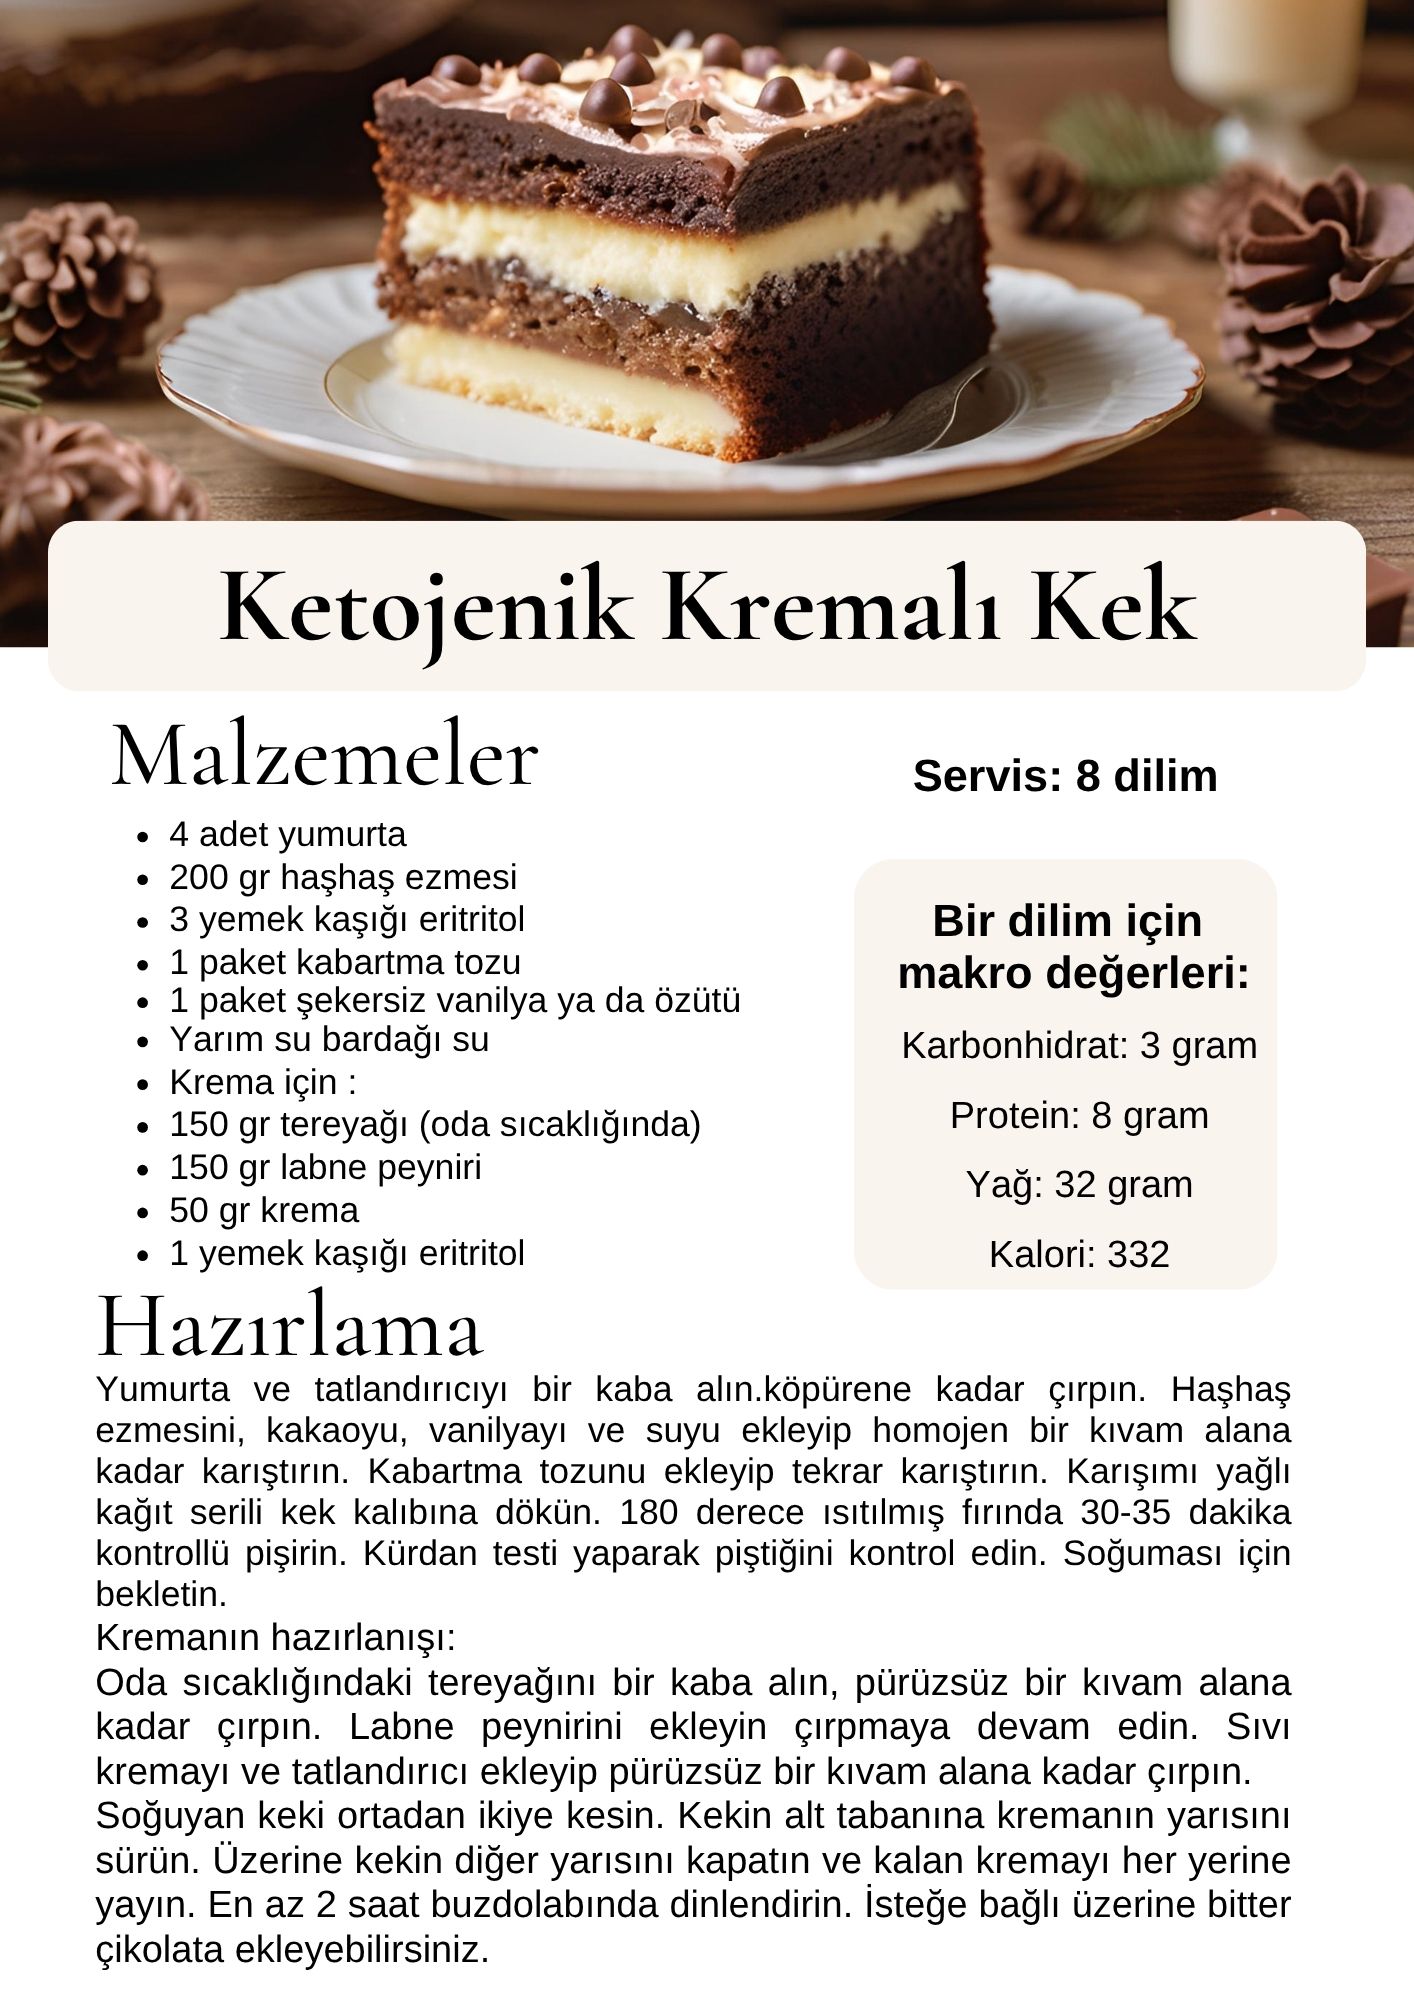 Ketojenik Kremalı Kek
Malzemeler
4 adet yumurta
200 gr haşhaş ezmesi
3 yemek kaşığı eritritol
1 paket kabartma tozu
1 paket şekersiz vanilya ya da özütü
Yarım su bardağı su
Krema için :
150 gr tereyağı (oda sıcaklığında)
150 gr labne peyniri
50 gr krema
1 yemek kaşığı eritritol
Servis: 8 dilim
Bir dilim için
makro değerleri:
Karbonhidrat: 3 gram
Protein: 8 gram
Yağ: 32 gram
Kalori: 332
Hazırlama
Yumurta ve tatlandırıcıyı bir kaba alın.köpürene kadar çırpın. Haşhaş
ezmesini, kakaoyu, vanilyayı ve suyu ekleyip homojen bir kıvam alana
kadar karıştırın. Kabartma tozunu ekleyip tekrar karıştırın. Karışımı yağlı
kağıt serili kek kalıbına dökün. 180 derece ısıtılmış fırında 30-35 dakika
kontrollü pişirin. Kürdan testi yaparak piştiğini kontrol edin. Soğuması için
bekletin.
Kremanın hazırlanışı:
Oda sıcaklığındaki tereyağını bir kaba alın, pürüzsüz bir kıvam alana
kadar çırpın. Labne peynirini ekleyin çırpmaya devam edin. Sıvı
kremayı ve tatlandırıcı ekleyip pürüzsüz bir kıvam alana kadar çırpın.
Soğuyan keki ortadan ikiye kesin. Kekin alt tabanına kremanın yarısını
sürün. Üzerine kekin diğer yarısını kapatın ve kalan kremayı her yerine
yayın. En az 2 saat buzdolabında dinlendirin. İsteğe bağlı üzerine bitter
çikolata ekleyebilirsiniz.